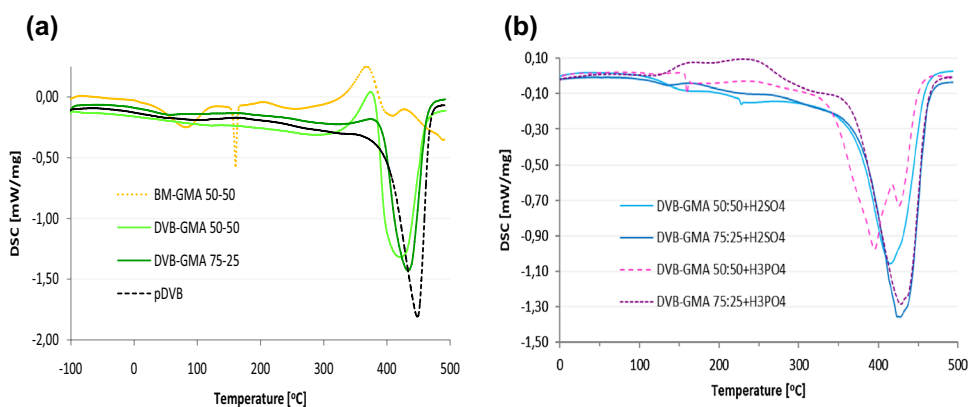 (a)
DSC [mW/mg]
0,00
-0,50
-1,00
-1,50
-2,00
BM-GMA 50-50
DVB-GMA 50-50
DVB-GMA 75-25
pDVB
-100 0 100 200 300 400 500
Temperature [°C]
(b)
DSC [mW/mg]
0,10
-0,10
-0,30
-0,50
-0,70
-0,90
-1,10
-1,30
-1,50
DVB-GMA 50:50+H2SO4
DVB-GMA 75:25+H2SO4
DVB-GMA 50:50+H3PO4
DVB-GMA 75:25+H3PO4
0 100 200 300 400 500
Temperature [°C]